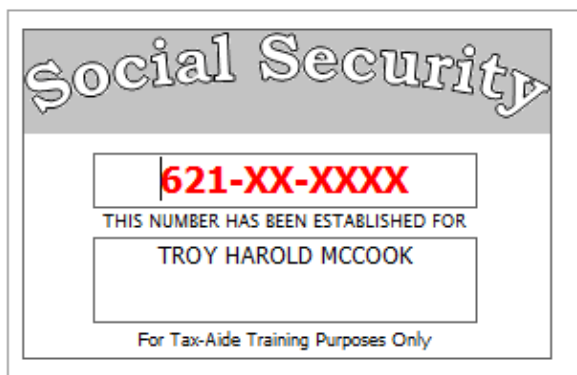 Social Security
621-XX-XXXX
THIS NUMBER HAS BEEN ESTABLISHED FOR
TROY HAROLD MCCOOK
For Tax-Aide Training Purposes Only